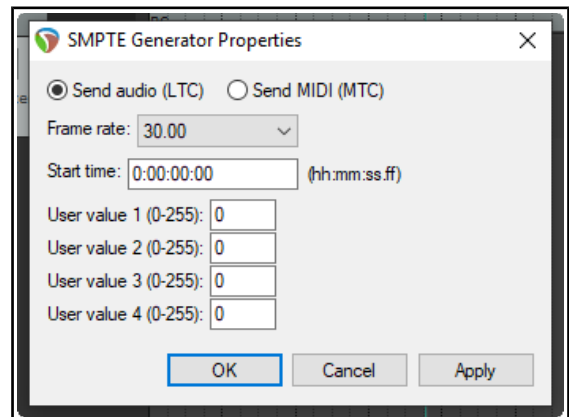 SMPTE Generator Properties
Send audio (LTC) Send MIDI (MTC)
Frame rate: 30.00
Start time: 0:00:00:00 (hh:mm:ss.ff)
User value 1 (0-255): 0
User value 2 (0-255): 0
User value 3 (0-255): 0
User value 4 (0-255): 0
OK Cancel Apply